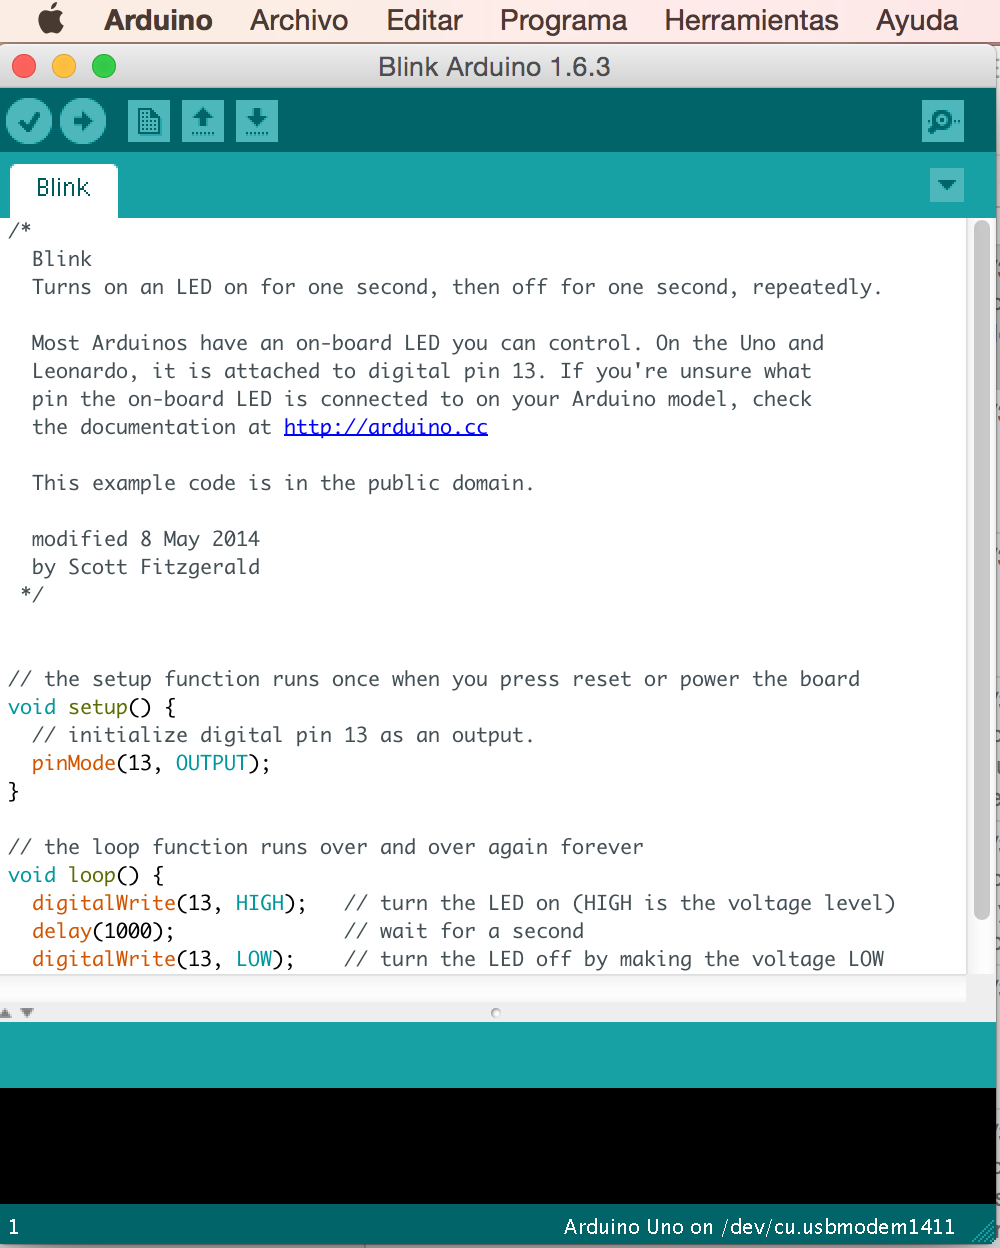 Arduino Archivo Editar Programa Herramientas Ayuda
Blink Arduino 1.6.3
Blink
/*
  Blink
  Turns on an LED on for one second, then off for one second, repeatedly.

  Most Arduinos have an on-board LED you can control. On the Uno and
  Leonardo, it is attached to digital pin 13. If you're unsure what
  pin the on-board LED is connected to on your Arduino model, check
  the documentation at http://arduino.cc

  This example code is in the public domain.

  modified 8 May 2014
  by Scott Fitzgerald
 */

// the setup function runs once when you press reset or power the board
void setup() {
  // initialize digital pin 13 as an output.
  pinMode(13, OUTPUT);
}

// the loop function runs over and over again forever
void loop() {
  digitalWrite(13, HIGH);   // turn the LED on (HIGH is the voltage level)
  delay(1000);              // wait for a second
  digitalWrite(13, LOW);    // turn the LED off by making the voltage LOW
1
Arduino Uno on /dev/cu.usbmodem1411